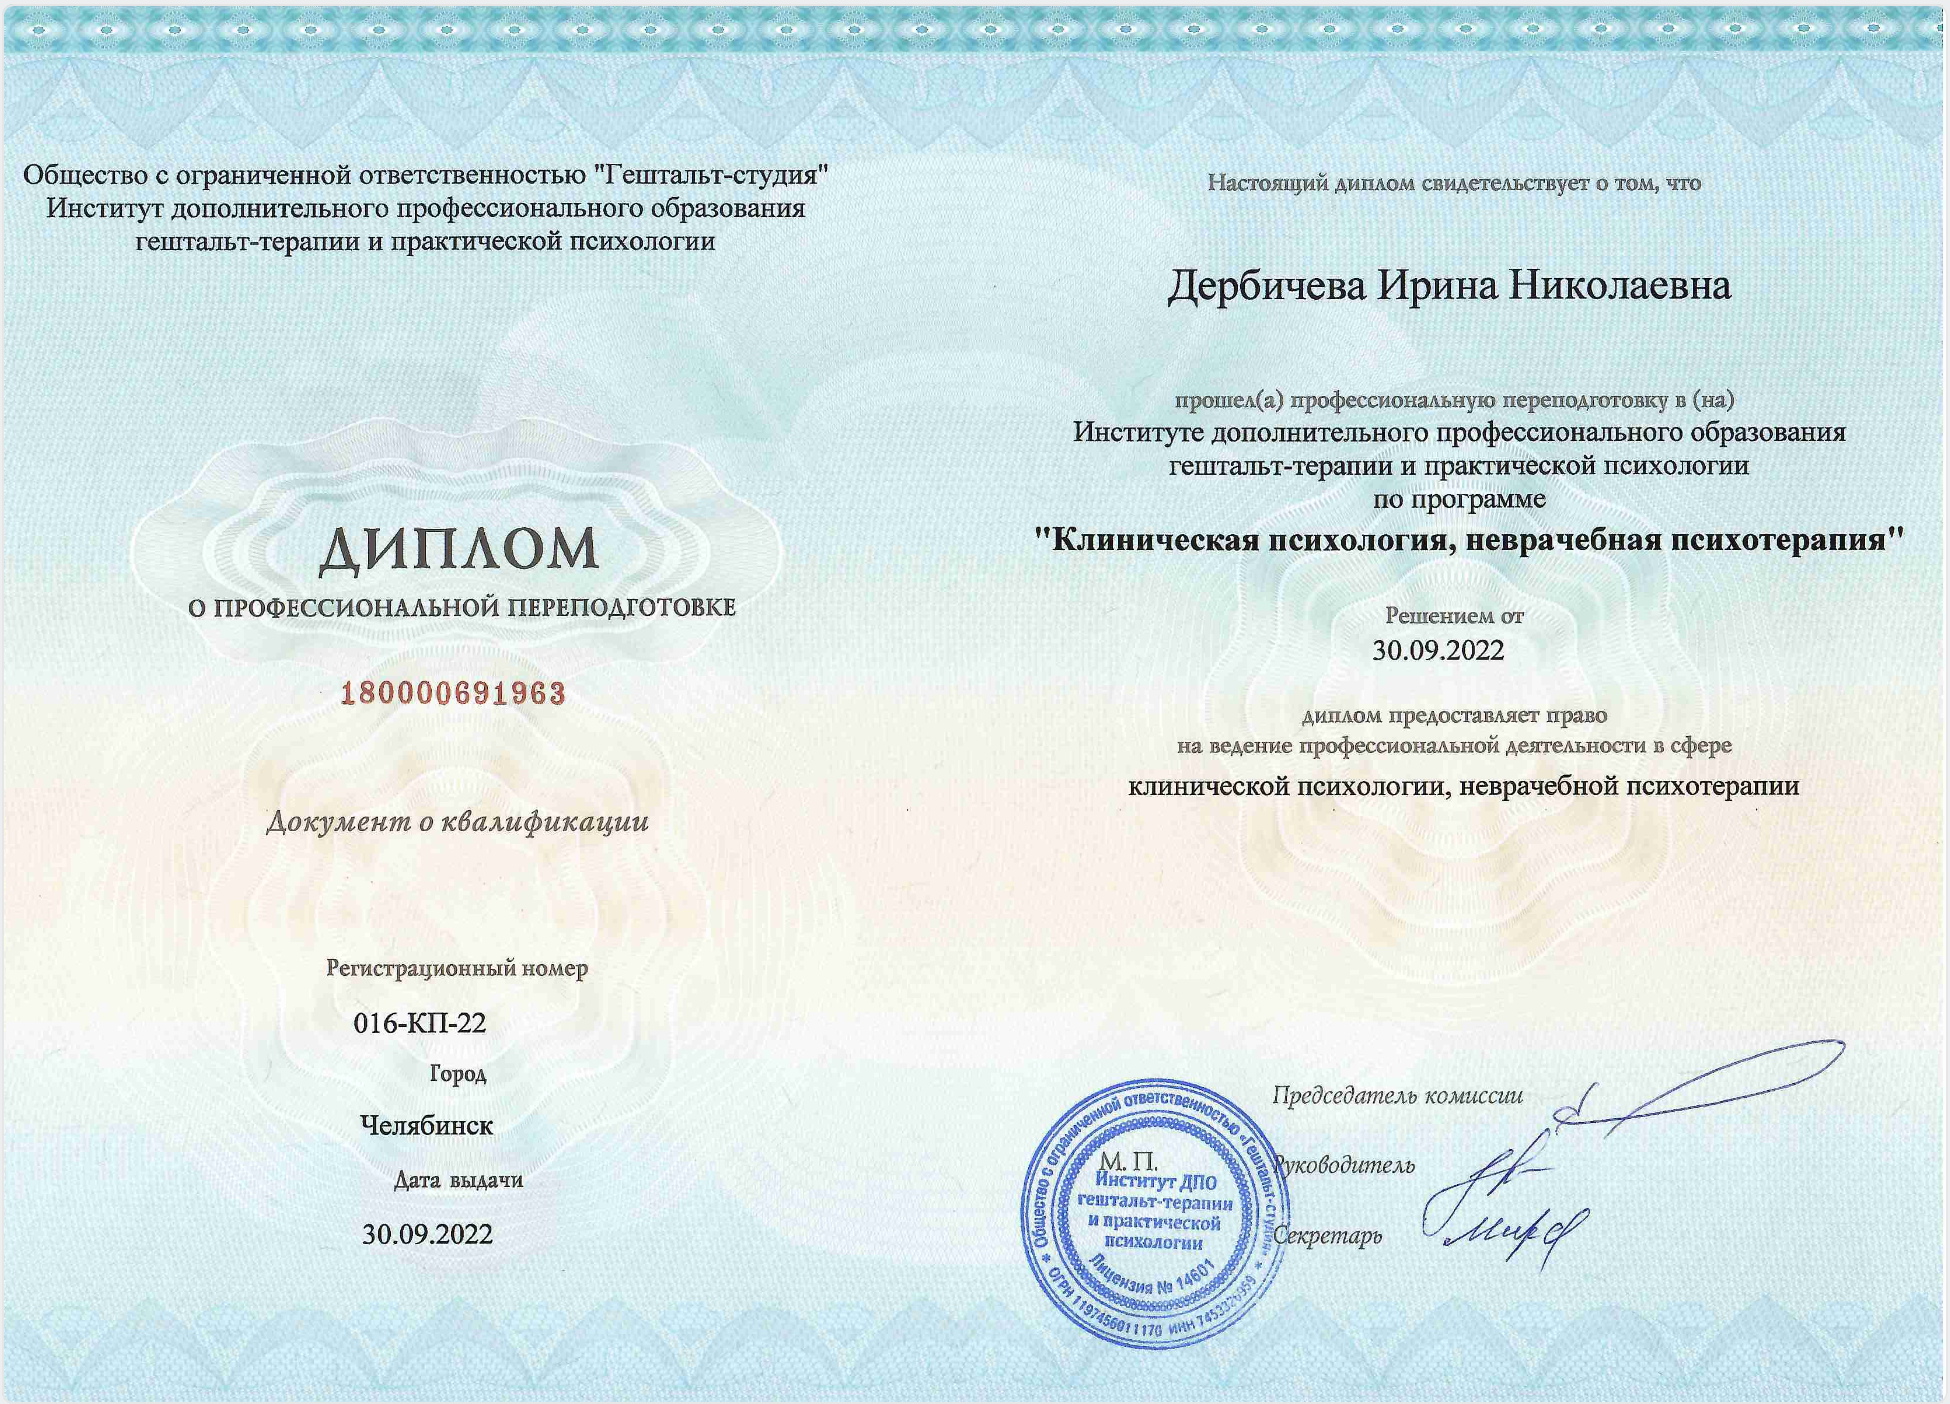 Общество с ограниченной ответственностью "Гештальт-студия"
Институт дополнительного профессионального образования
гештальт-терапии и практической психологии
ДИПЛОМ
О ПРОФЕССИОНАЛЬНОЙ ПЕРЕПОДГОТОВКЕ
180000691963
Документ о квалификации
Регистрационный номер
016-КП-22
Город
Челябинск
Дата выдачи
30.09.2022
Настоящий диплом свидетельствует о том, что
Дербичева Ирина Николаевна
прошел(а) профессиональную переподготовку в (на)
Институте дополнительного профессионального образования
гештальт-терапии и практической психологии
по программе
"Клиническая психология, неврачебная психотерапия"
Решением от
30.09.2022
диплом предоставляет право
на ведение профессиональной деятельности в сфере
клинической психологии, неврачебной психотерапии
Председатель комиссии
Руководитель
Секретарь
М. П.
Общество с ограниченной ответственностью «Гештальт-студия»
Институт ДПО
гештальт-терапии
и практической
психологии
Лицензия № 14601
* ОГРН 1197456011170 ИНН *